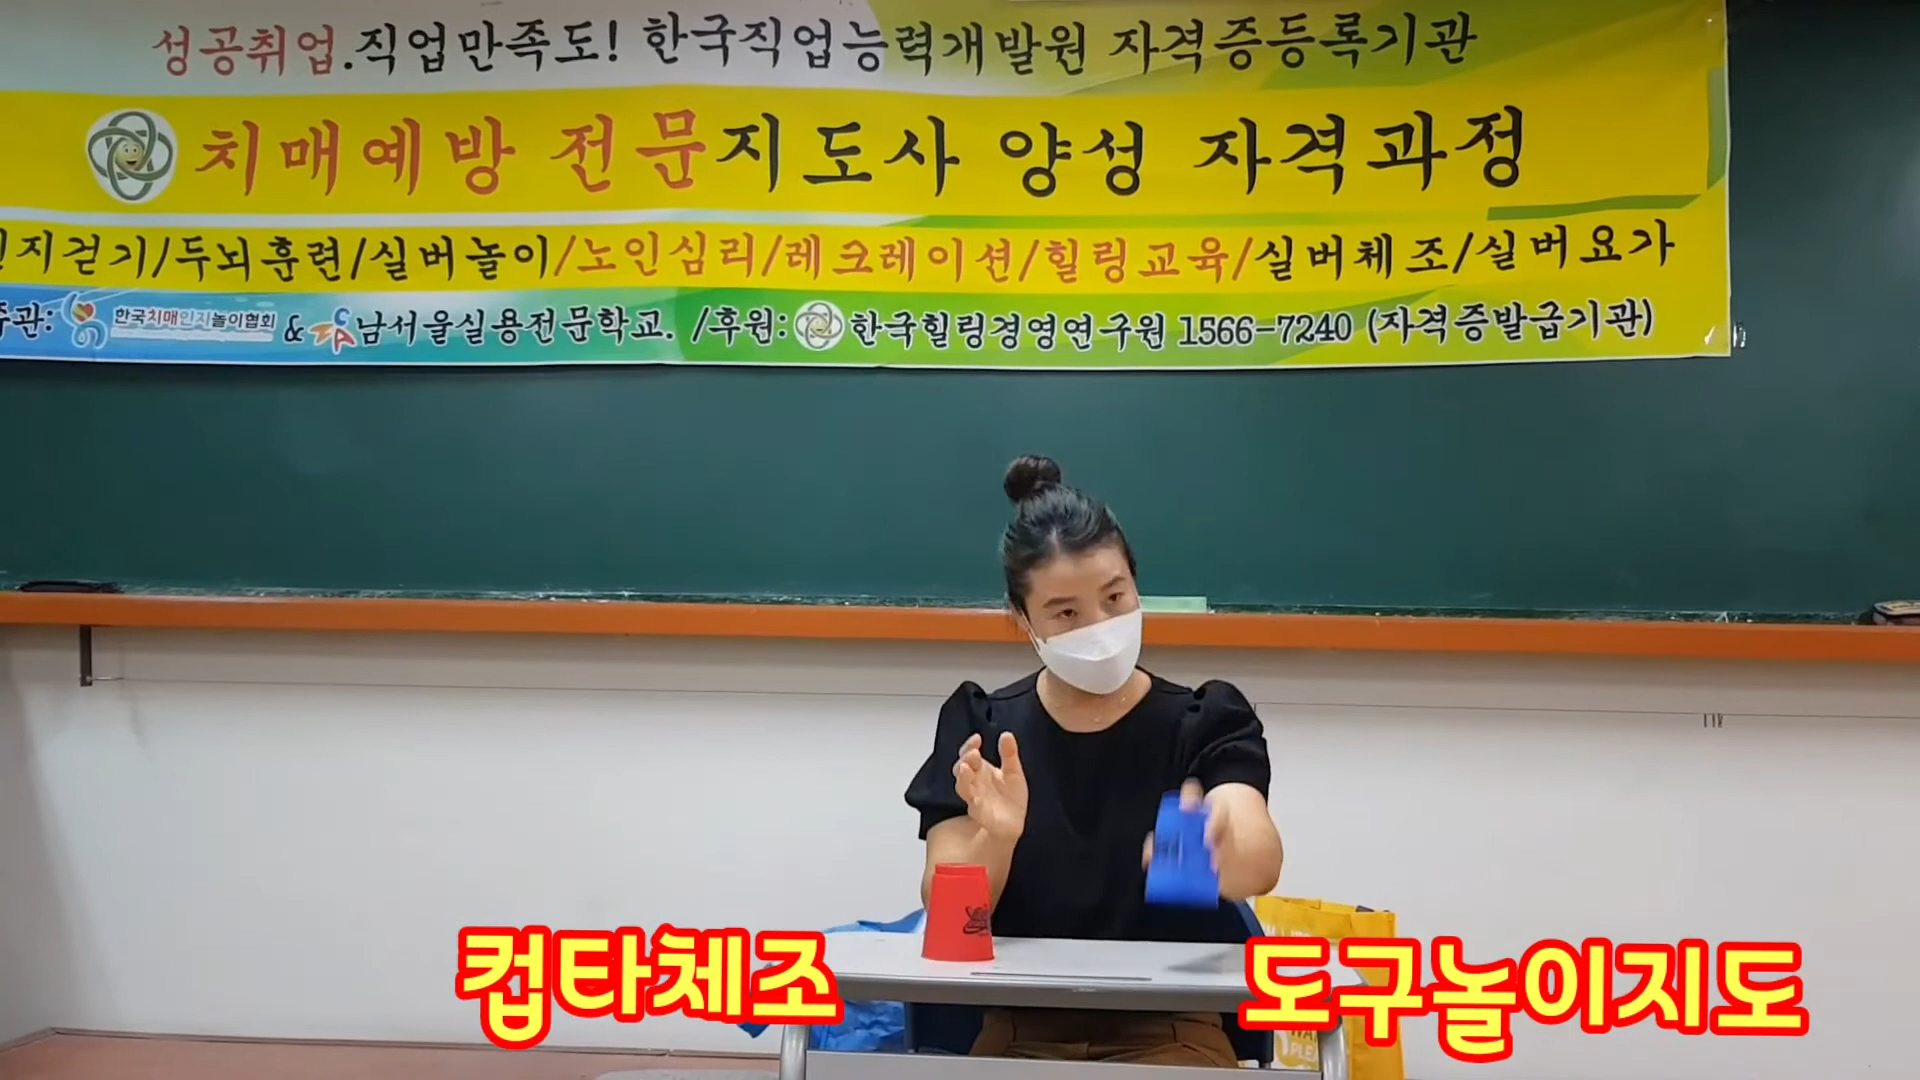 성공취업.직업만족도! 한국직업능력개발원 자격증등록기관
치매예방 전문지도사 양성 자격과정
지걷기/두뇌훈련/실버놀이/노인심리/레크레이션/힐링교육/실버체조/실버요가
관: 한국치매인지놀이협회 & 남서울실용전문학교. /후원: 한국힐링경영연구원 1566-7240 (자격증발급기관)
컵타체조 도구놀이지도